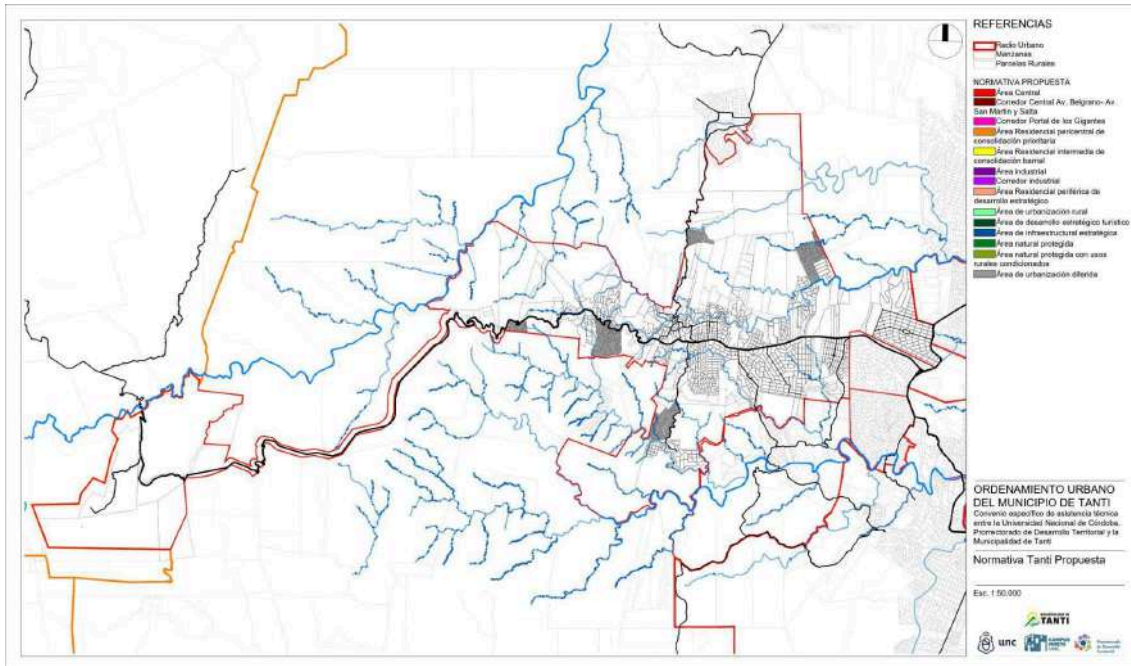 REFERENCIAS
Radio Urbano
Manzanas
Parcelas Rurales
NORMATIVA PROPUESTA
Área Central
Corredor Central Av. Belgrano- Av.
San Martín y Salta
Corredor Portal de los Gigantes
Área Residencial pericentral de
consolidación prioritaria
Área Residencial intermedia de
consolidación barrial
Área industrial
Corredor industrial
Área Residencial periférica de
desarrollo estratégico
Área de urbanización rural
Área de desarrollo estratégico turístico
Área de infraestructural estratégica
Área natural protegida
Área natural protegida con usos
rurales condicionados
Área de urbanización diferida
ORDENAMIENTO URBANO
DEL MUNICIPIO DE TANTI
Convenio específico de asistencia técnica
entre la Universidad Nacional de Córdoba,
Prorrectorado de Desarrollo Territorial y la
Municipalidad de Tanti
Normativa Tanti Propuesta
Esc. 1:50.000
TANTI
unc
CAMPUS